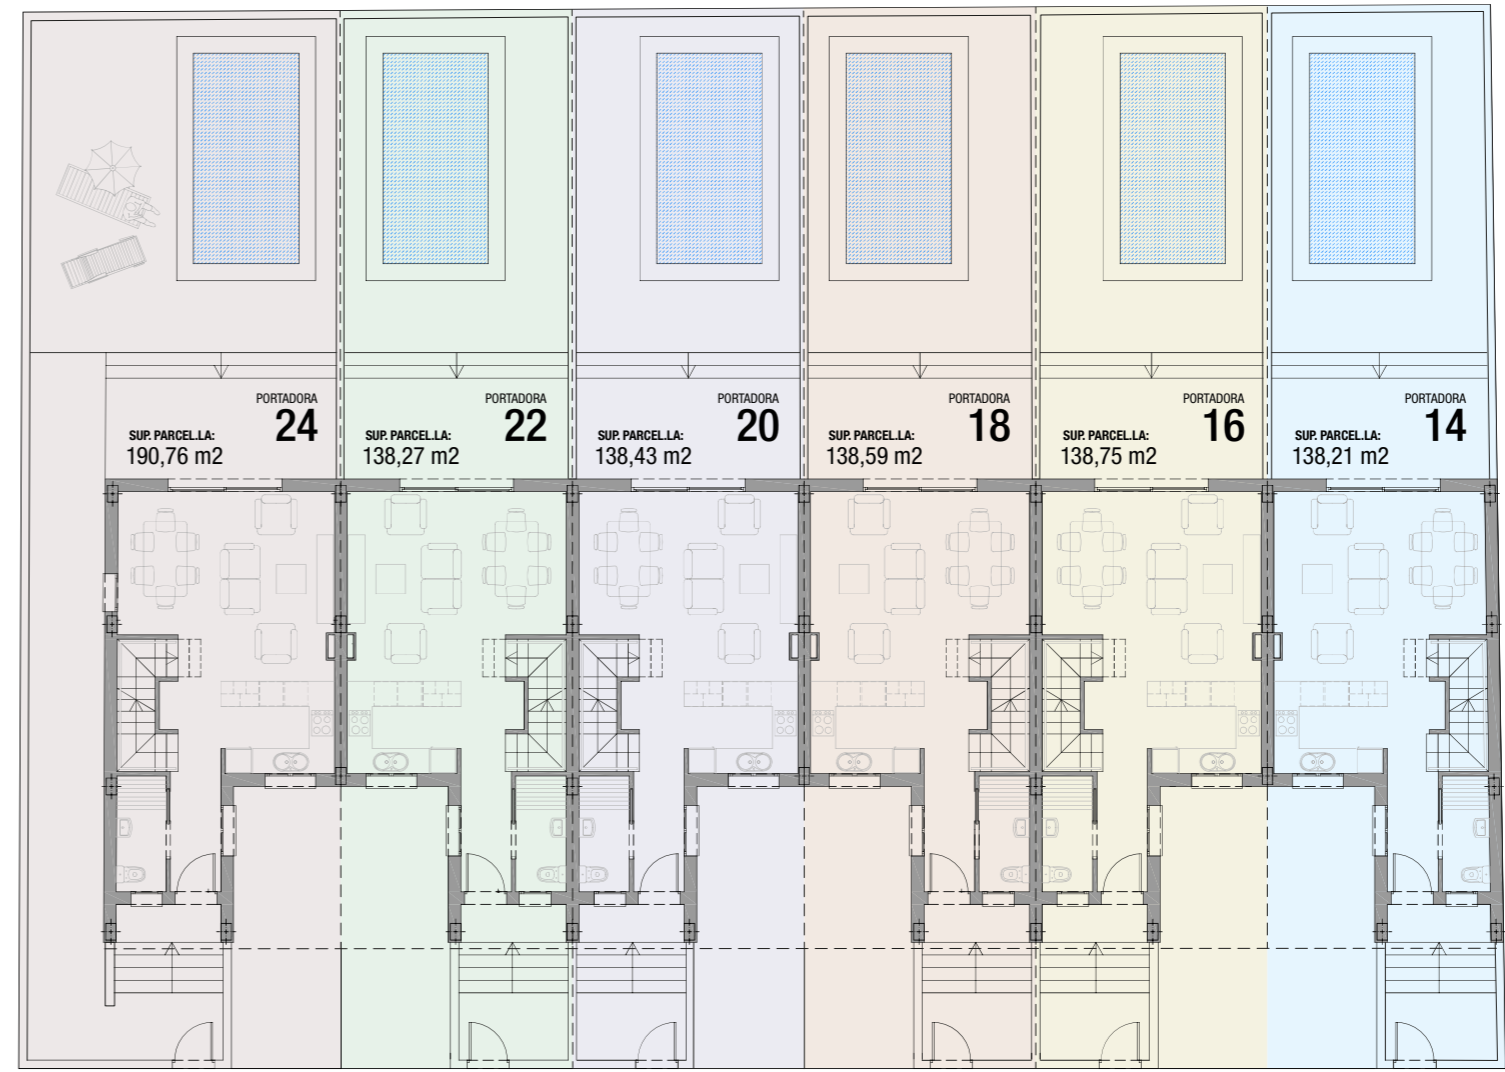 PORTADORA
24
SUP. PARCEL.LA:
190,76 m2
PORTADORA
22
SUP. PARCEL.LA:
138,27 m2
PORTADORA
20
SUP. PARCEL.LA:
138,43 m2
PORTADORA
18
SUP. PARCEL.LA:
138,59 m2
PORTADORA
16
SUP. PARCEL.LA:
138,75 m2
PORTADORA
14
SUP. PARCEL.LA:
138,21 m2